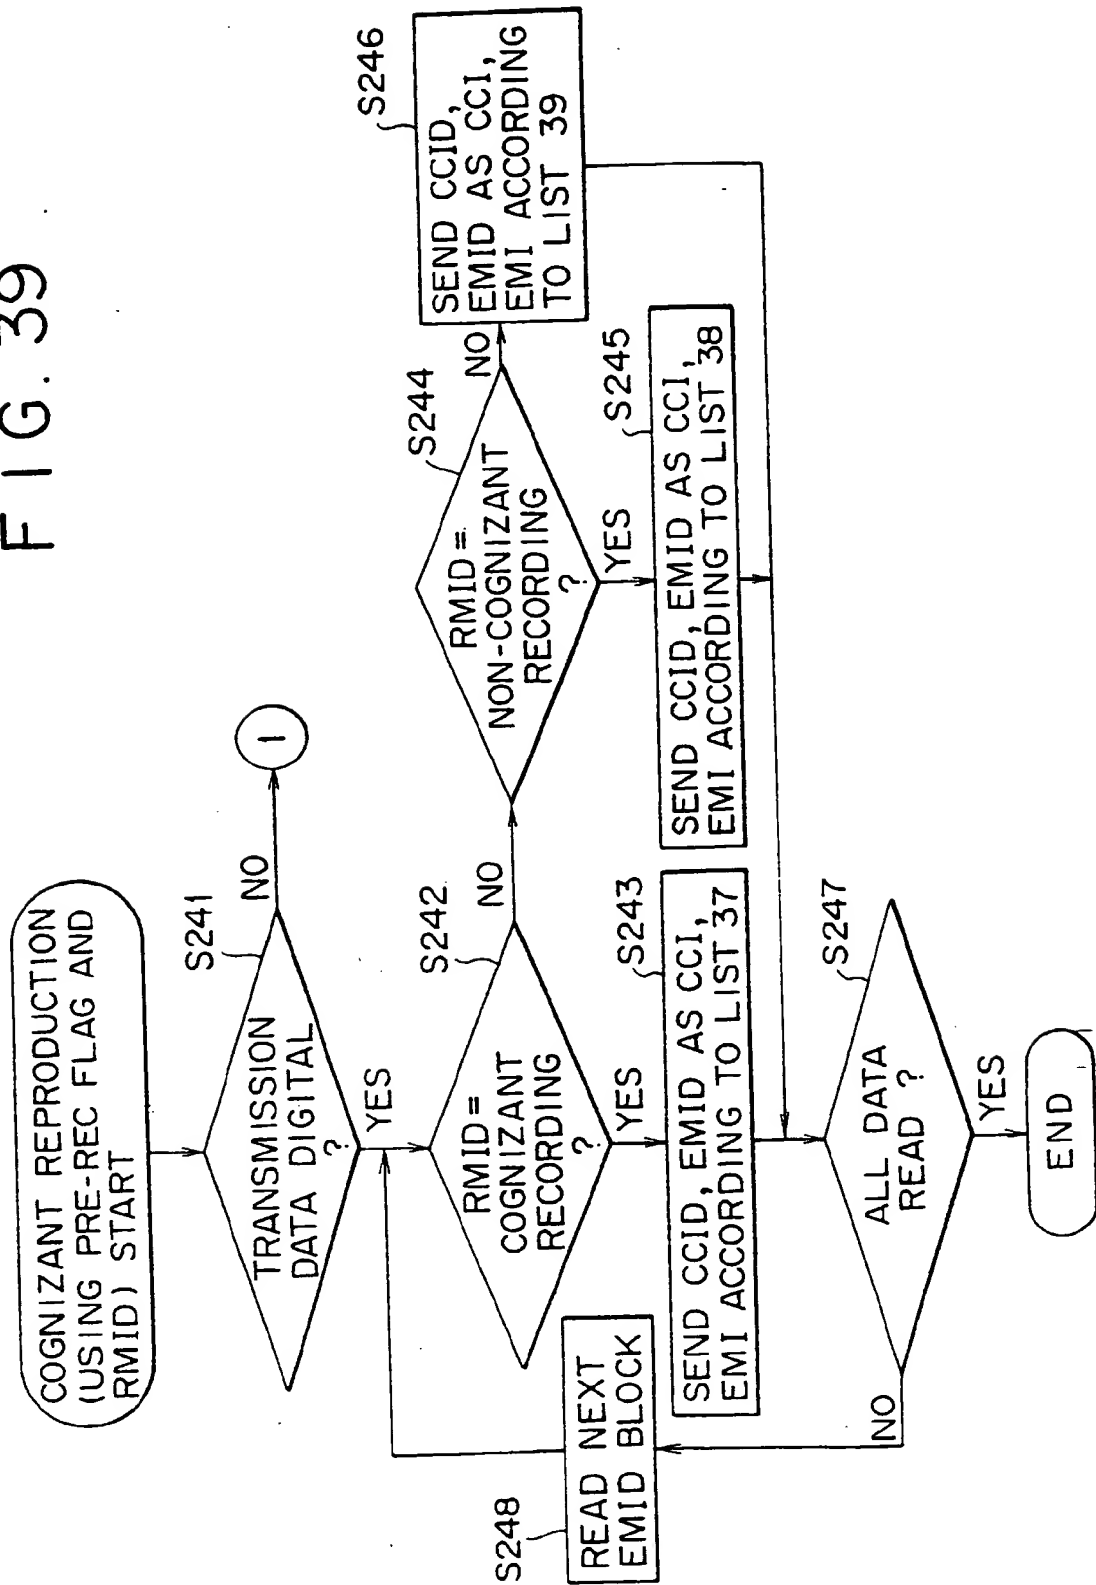 FIG. 39
COGNIZANT REPRODUCTION
(USING PRE-REC FLAG AND
RMID) START
S241
TRANSMISSION
DATA DIGITAL
?
NO
1
YES
S242
RMID=
COGNIZANT
RECORDING
?
NO
YES
S244
RMID=
NON-COGNIZANT
RECORDING
?
NO
YES
S246
SEND CCID,
EMID AS CCI,
EMI ACCORDING
TO LIST 39
S243
SEND CCID, EMID AS CCI,
EMI ACCORDING TO LIST 37
S245
SEND CCID, EMID AS CCI,
EMI ACCORDING TO LIST 38
S247
ALL DATA
READ ?
NO
YES
S248
READ NEXT
EMID BLOCK
END